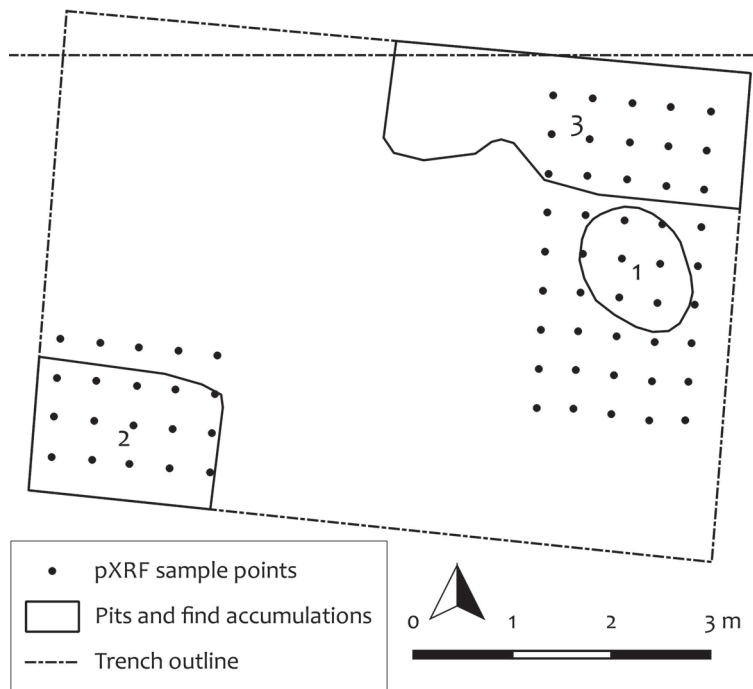 3
1
2
pXRF sample points
Pits and find accumulations
Trench outline
0 1 2 3 m